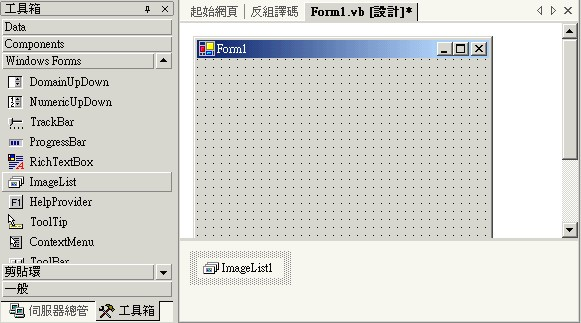 工具箱
Data
Components
Windows Forms
DomainUpDown
NumericUpDown
TrackBar
ProgressBar
RichTextBox
ImageList
HelpProvider
ToolTip
ContextMenu
ToolBar
剪貼環
一般
伺服器總管 工具箱
起始網頁 反組譯碼 Form1.vb [設計]*
Form1
ImageList1